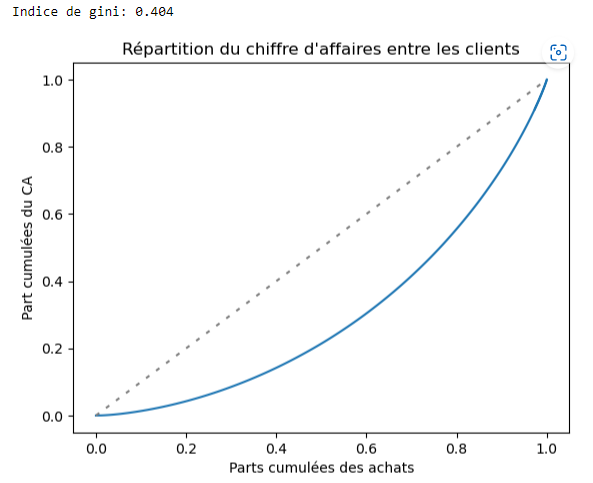 Indice de gini: 0.404
Répartition du chiffre d'affaires entre les clients
1.0
0.8
0.6
0.4
0.2
0.0
Part cumulées du CA
0.0 0.2 0.4 0.6 0.8 1.0
Parts cumulées des achats